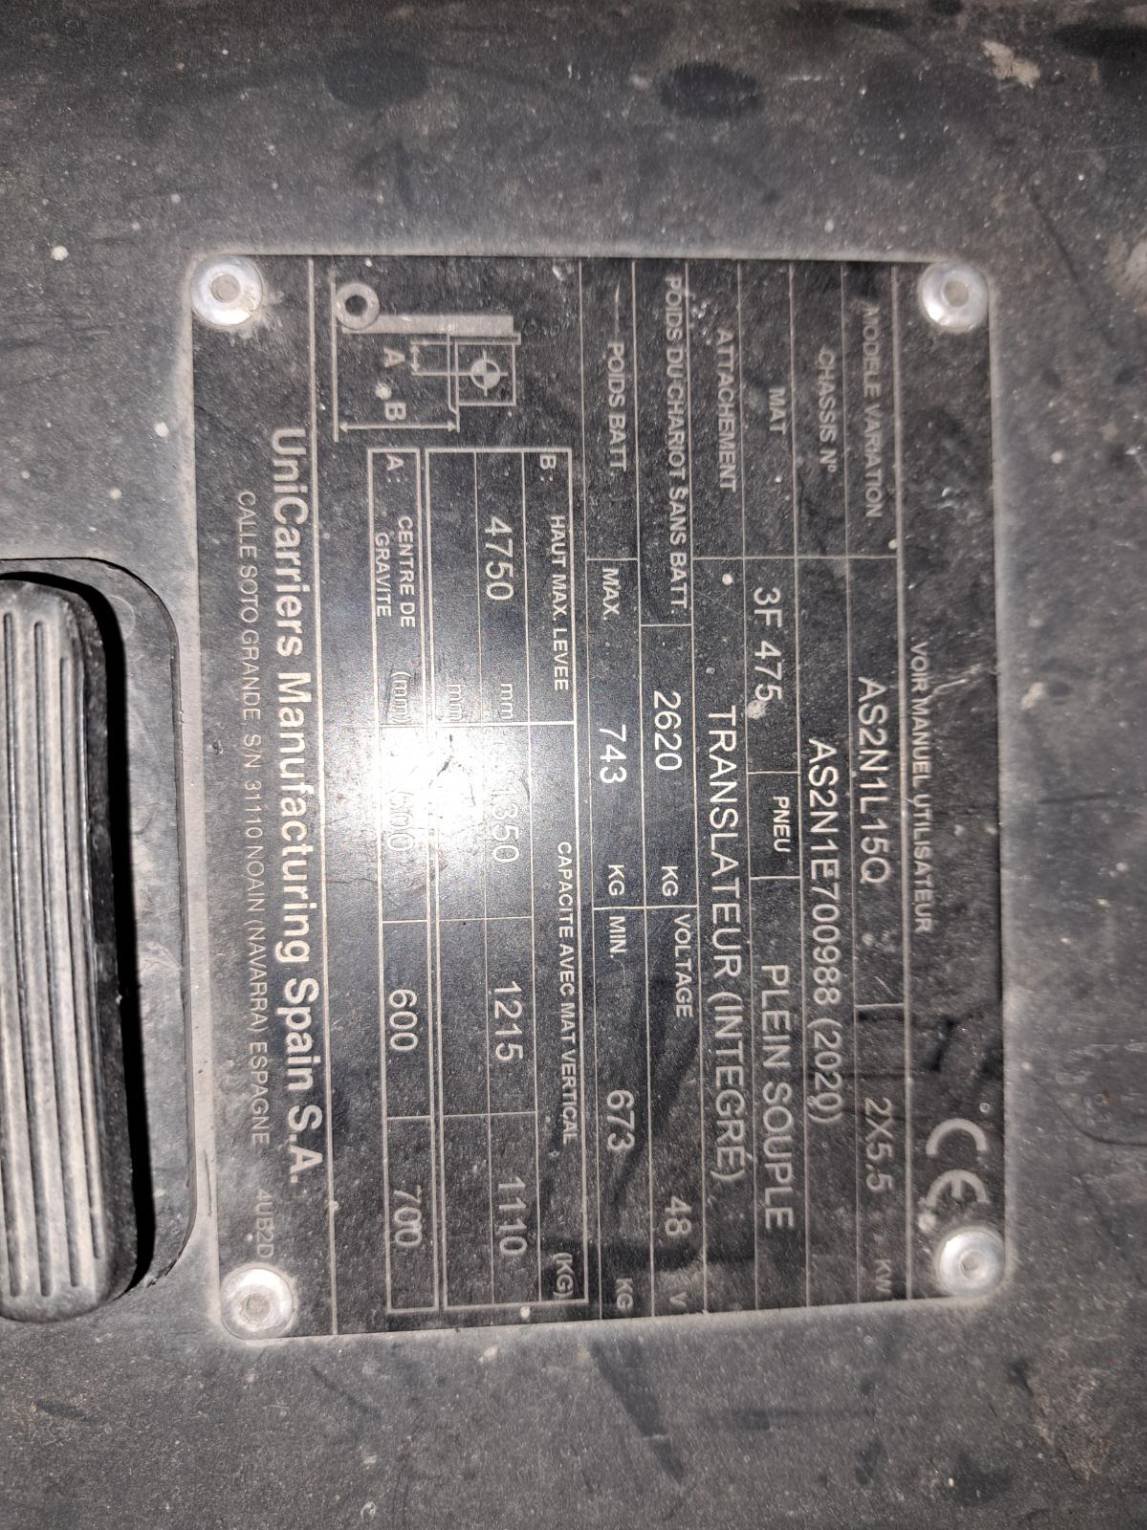 VOIR MANUEL UTILISATEUR CE
MODELE VARIATION AS2N1L15Q 2X5.5 KW
CHASSIS N° AS2N1E700988 (2020)
MAT 3F 475 PNEU PLEIN SOUPLE
ATTACHEMENT TRANSLATEUR (INTEGRE)
POIDS DU CHARIOT SANS BATT. 2620 KG VOLTAGE 48 V
POIDS BATT MAX. 743 KG MIN. 673 KG
B: HAUT MAX LEVEE CAPACITE AVEC MAT VERTICAL (KG)
4750 mm 1350 1215 1110
mm
A: CENTRE DE GRAVITE (mm) 500 600 700
A B
UniCarriers Manufacturing Spain S.A.
CALLE SOTO GRANDE S/N 31110 NOAIN (NAVARRA) ESPAGNE 4UB2D